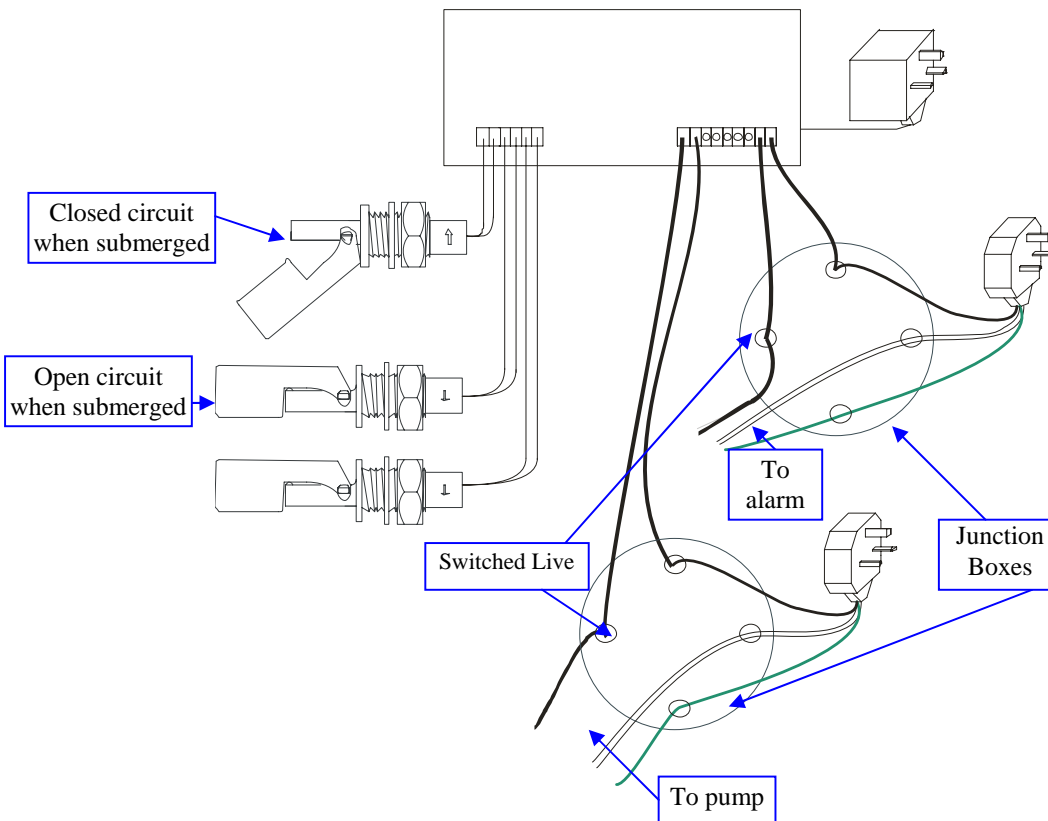 Closed circuit
when submerged
Open circuit
when submerged
To
alarm
Switched Live
Junction
Boxes
To pump